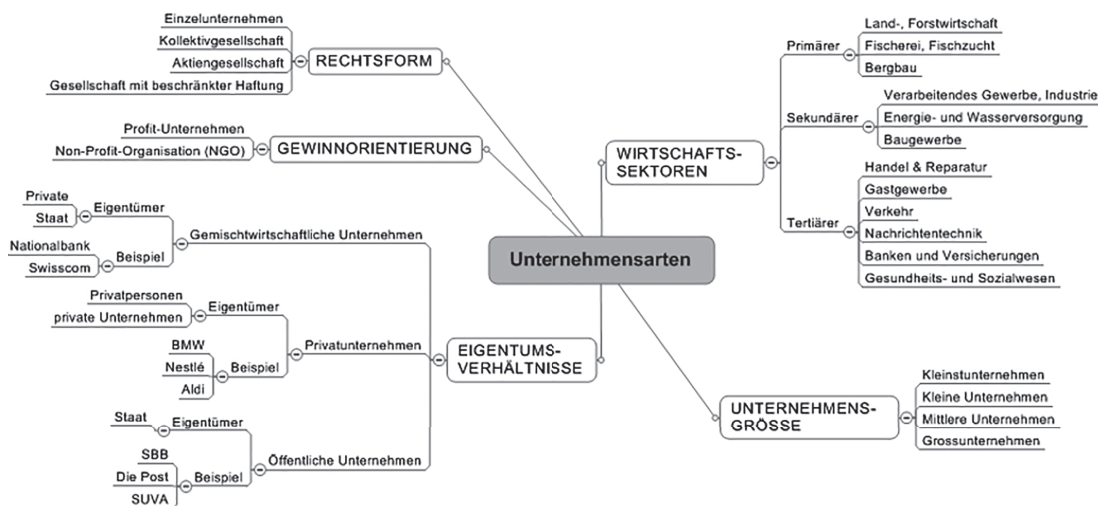 Unternehmensarten
RECHTSFORM
Einzelunternehmen
Kollektivgesellschaft
Aktiengesellschaft
Gesellschaft mit beschränkter Haftung
GEWINNORIENTIERUNG
Profit-Unternehmen
Non-Profit-Organisation (NGO)
EIGENTUMS-
VERHÄLTNISSE
Gemischtwirtschaftliche Unternehmen
Eigentümer
Private
Staat
Beispiel
Nationalbank
Swisscom
Privatunternehmen
Eigentümer
Privatpersonen
private Unternehmen
Beispiel
BMW
Nestlé
Aldi
Öffentliche Unternehmen
Eigentümer
Staat
Beispiel
SBB
Die Post
SUVA
WIRTSCHAFTS-
SEKTOREN
Primärer
Land-, Forstwirtschaft
Fischerei, Fischzucht
Bergbau
Sekundärer
Verarbeitendes Gewerbe, Industrie
Energie- und Wasserversorgung
Baugewerbe
Tertiärer
Handel & Reparatur
Gastgewerbe
Verkehr
Nachrichtentechnik
Banken und Versicherungen
Gesundheits- und Sozialwesen
UNTERNEHMENS-
GRÖSSE
Kleinstunternehmen
Kleine Unternehmen
Mittlere Unternehmen
Grossunternehmen